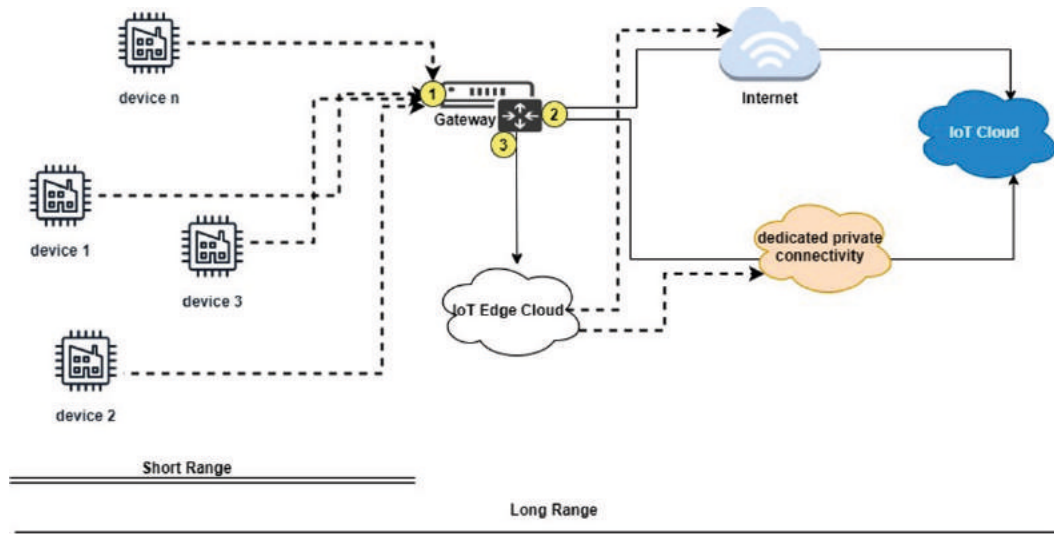 device n
1
Gateway
2
3
Internet
IoT Cloud
device 1
device 3
dedicated private
connectivity
IoT Edge Cloud
device 2
Short Range
Long Range